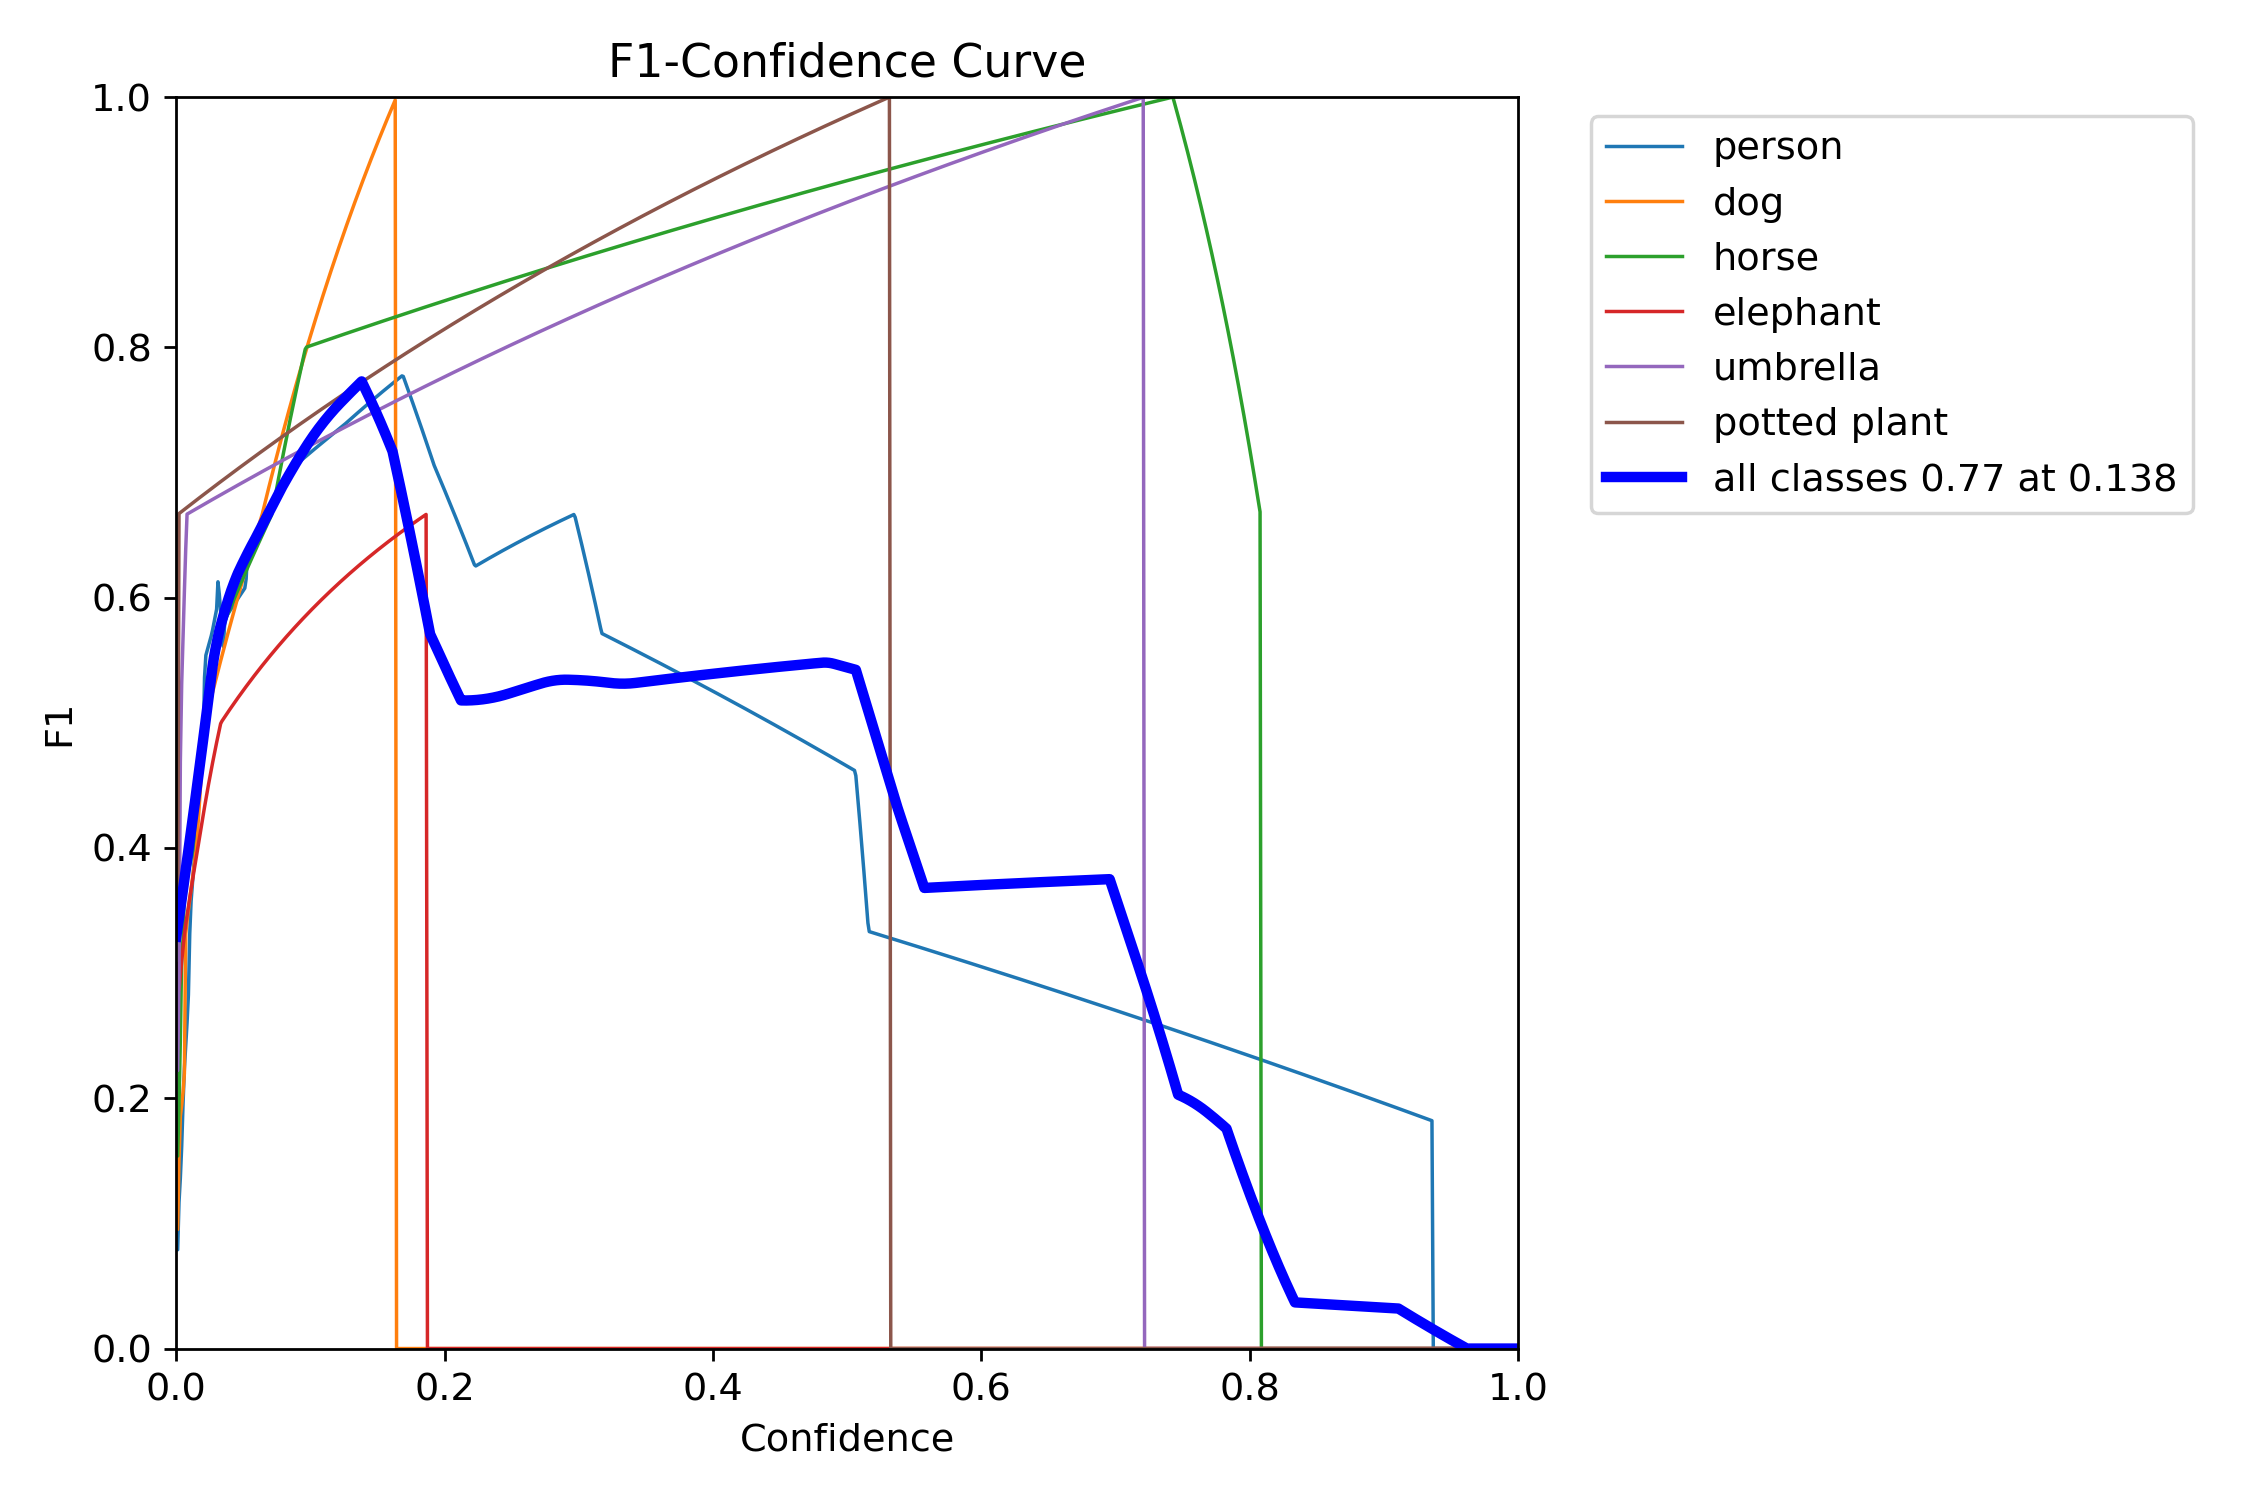 F1-Confidence Curve
1.0
0.8
0.6
0.4
0.2
0.0
F1
0.0 0.2 0.4 0.6 0.8 1.0
Confidence
person
dog
horse
elephant
umbrella
potted plant
all classes 0.77 at 0.138